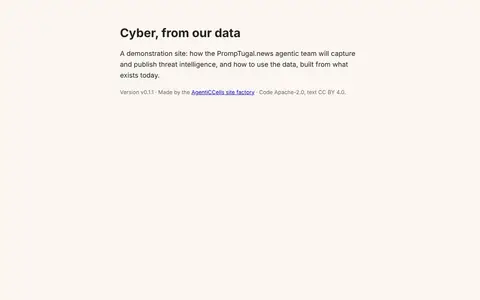 Cyber, from our data
A demonstration site: how the PrompTugal.news agentic team will capture
and publish threat intelligence, and how to use the data, built from what
exists today.
Version v0.1.1 · Made by the AgentiCCells site factory · Code Apache-2.0, text CC BY 4.0.